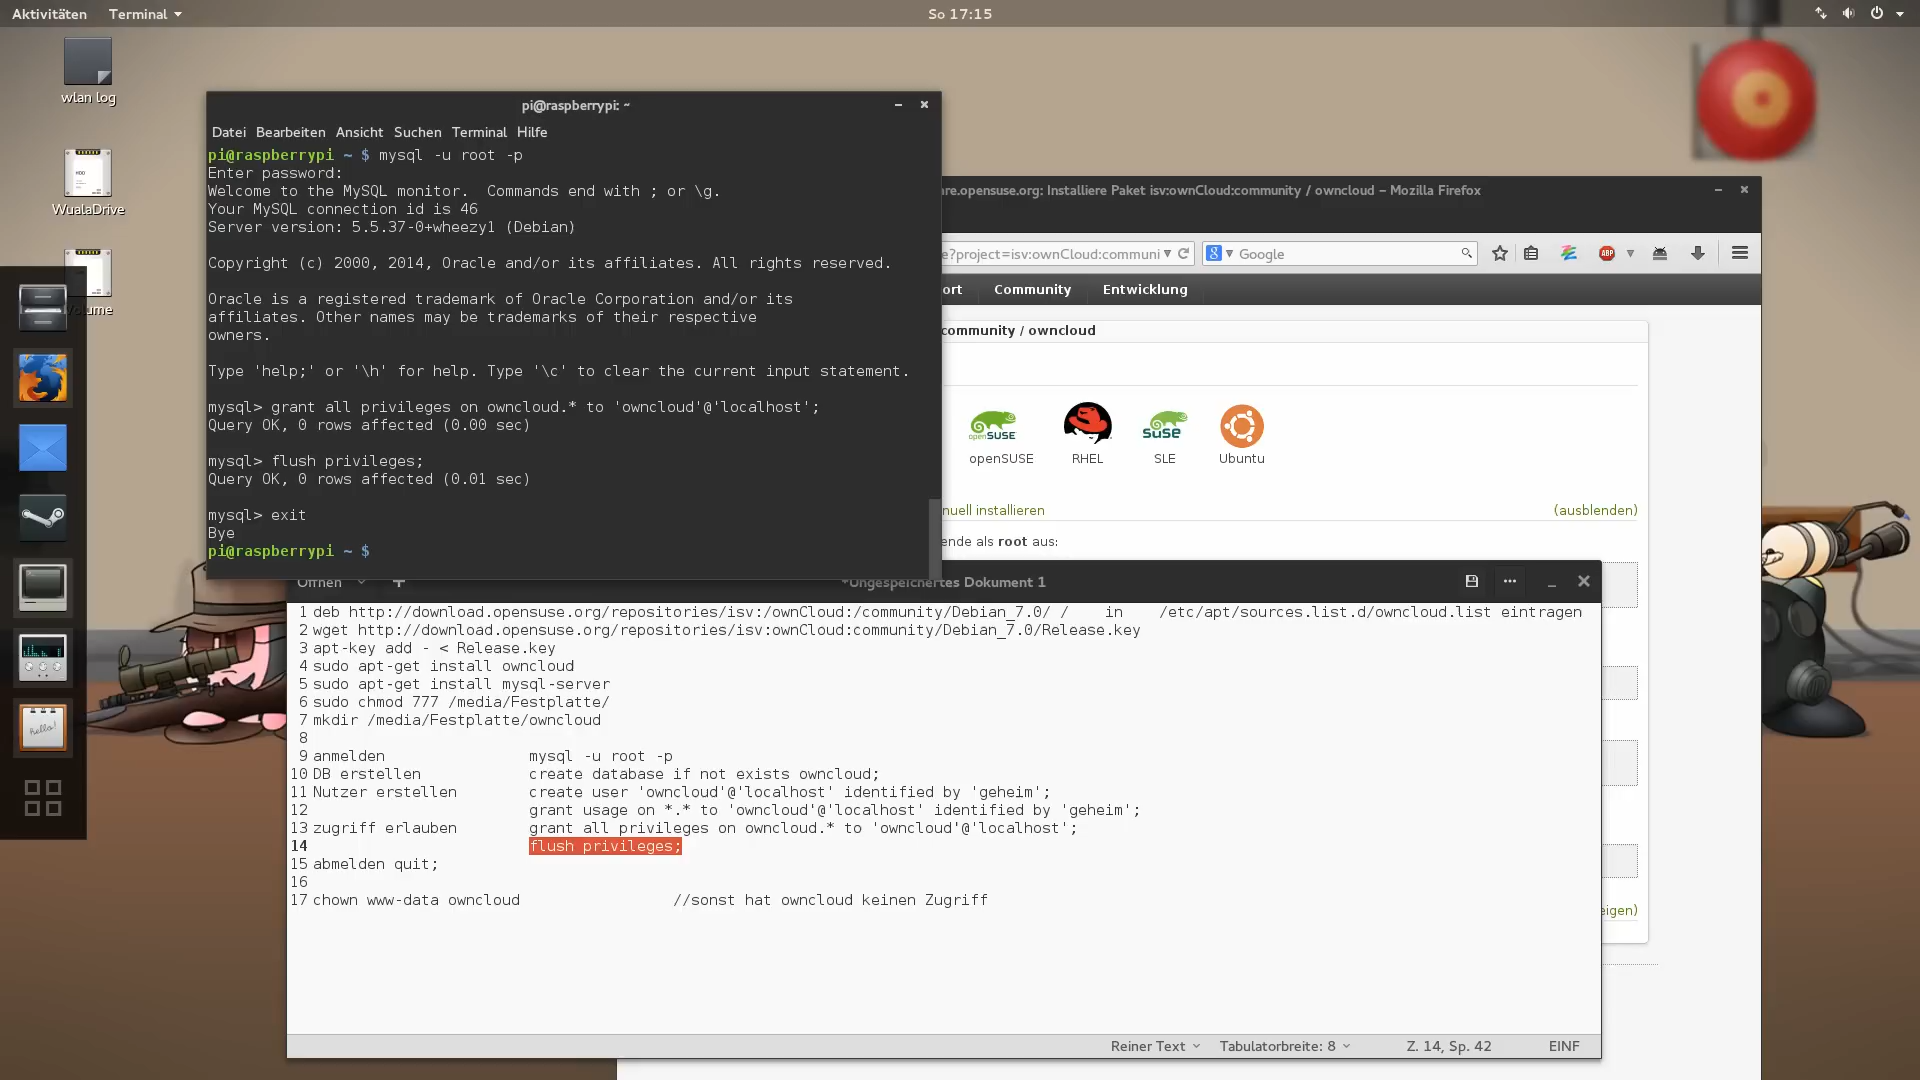 Aktivitäten Terminal So 17:15
wlan log
WualaDrive
ume
pi@raspberrypi: ~
Datei Bearbeiten Ansicht Suchen Terminal Hilfe
pi@raspberrypi ~ $ mysql -u root -p
Enter password:
Welcome to the MySQL monitor.  Commands end with ; or \g.
Your MySQL connection id is 46
Server version: 5.5.37-0+wheezy1 (Debian)
Copyright (c) 2000, 2014, Oracle and/or its affiliates. All rights reserved.
Oracle is a registered trademark of Oracle Corporation and/or its
affiliates. Other names may be trademarks of their respective
owners.
Type 'help;' or '\h' for help. Type '\c' to clear the current input statement.
mysql> grant all privileges on owncloud.* to 'owncloud'@'localhost';
Query OK, 0 rows affected (0.00 sec)
mysql> flush privileges;
Query OK, 0 rows affected (0.01 sec)
mysql> exit
Bye
pi@raspberrypi ~ $
are.opensuse.org: Installiere Paket isv:ownCloud:community / owncloud – Mozilla Firefox
e?project=isv:ownCloud:communi Google ABP
ort Community Entwicklung
community / owncloud
openSUSE SUSE
openSUSE RHEL SLE Ubuntu
nuell installieren (ausblenden)
ende als root aus:
eigen)
Öffnen *Ungespeichertes Dokument 1
1 deb http://download.opensuse.org/repositories/isv:/ownCloud:/community/Debian_7.0/ /    in    /etc/apt/sources.list.d/owncloud.list eintragen
2 wget http://download.opensuse.org/repositories/isv:ownCloud:community/Debian_7.0/Release.key
3 apt-key add - < Release.key
4 sudo apt-get install owncloud
5 sudo apt-get install mysql-server
6 sudo chmod 777 /media/Festplatte/
7 mkdir /media/Festplatte/owncloud
8
9 anmelden mysql -u root -p
10 DB erstellen create database if not exists owncloud;
11 Nutzer erstellen create user 'owncloud'@'localhost' identified by 'geheim';
12 grant usage on *.* to 'owncloud'@'localhost' identified by 'geheim';
13 zugriff erlauben grant all privileges on owncloud.* to 'owncloud'@'localhost';
14 flush privileges;
15 abmelden quit;
16
17 chown www-data owncloud //sonst hat owncloud keinen Zugriff
Reiner Text Tabulatorbreite: 8 Z. 14, Sp. 42 EINF
hello!